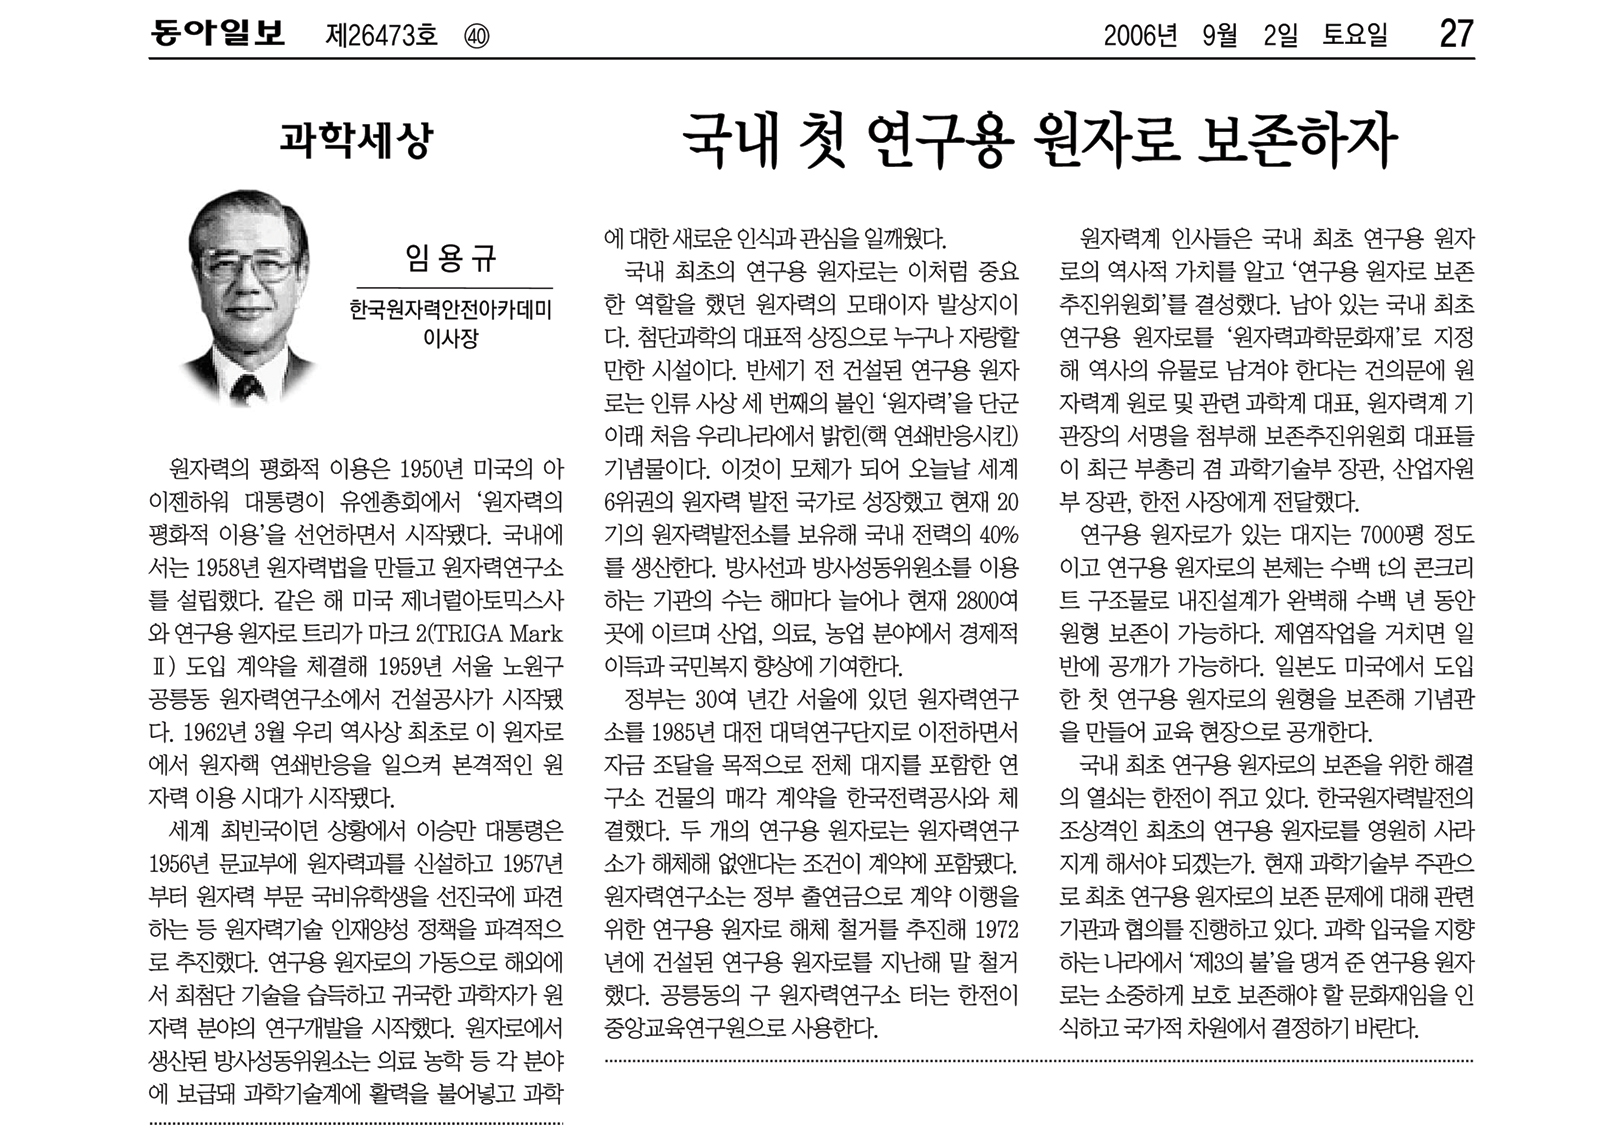 동아일보 제26473호 ㊵ 2006년 9월 2일 토요일 27
과학세상
국내 첫 연구용 원자로 보존하자
임 용 규
한국원자력안전아카데미
이사장
원자력의 평화적 이용은 1950년 미국의 아
이젠하워 대통령이 유엔총회에서 ‘원자력의
평화적 이용’을 선언하면서 시작됐다. 국내에
서는 1958년 원자력법을 만들고 원자력연구소
를 설립했다. 같은 해 미국 제너럴아토믹스사
와 연구용 원자로 트리가 마크 2(TRIGA Mark
Ⅱ) 도입 계약을 체결해 1959년 서울 노원구
공릉동 원자력연구소에서 건설공사가 시작됐
다. 1962년 3월 우리 역사상 최초로 이 원자로
에서 원자핵 연쇄반응을 일으켜 본격적인 원
자력 이용 시대가 시작됐다.
세계 최빈국이던 상황에서 이승만 대통령은
1956년 문교부에 원자력과를 신설하고 1957년
부터 원자력 부문 국비유학생을 선진국에 파견
하는 등 원자력기술 인재양성 정책을 파격적으
로 추진했다. 연구용 원자로의 가동으로 해외에
서 최첨단 기술을 습득하고 귀국한 과학자가 원
자력 분야의 연구개발을 시작했다. 원자로에서
생산된 방사성동위원소는 의료 농학 등 각 분야
에 보급돼 과학기술계에 활력을 불어넣고 과학
에 대한 새로운 인식과 관심을 일깨웠다.
국내 최초의 연구용 원자로는 이처럼 중요
한 역할을 했던 원자력의 모태이자 발상지이
다. 첨단과학의 대표적 상징으로 누구나 자랑할
만한 시설이다. 반세기 전 건설된 연구용 원자
로는 인류 사상 세 번째의 불인 ‘원자력’을 단군
이래 처음 우리나라에서 밝힌(핵 연쇄반응시킨)
기념물이다. 이것이 모체가 되어 오늘날 세계
6위권의 원자력 발전 국가로 성장했고 현재 20
기의 원자력발전소를 보유해 국내 전력의 40%
를 생산한다. 방사선과 방사성동위원소를 이용
하는 기관의 수는 해마다 늘어나 현재 2800여
곳에 이르며 산업, 의료, 농업 분야에서 경제적
이득과 국민복지 향상에 기여한다.
정부는 30여 년간 서울에 있던 원자력연구
소를 1985년 대전 대덕연구단지로 이전하면서
자금 조달을 목적으로 전체 대지를 포함한 연
구소 건물의 매각 계약을 한국전력공사와 체
결했다. 두 개의 연구용 원자로는 원자력연구
소가 해체해 없앤다는 조건이 계약에 포함됐다.
원자력연구소는 정부 출연금으로 계약 이행을
위한 연구용 원자로 해체 철거를 추진해 1972
년에 건설된 연구용 원자로를 지난해 말 철거
했다. 공릉동의 구 원자력연구소 터는 한전이
중앙교육연구원으로 사용한다.
원자력계 인사들은 국내 최초 연구용 원자
로의 역사적 가치를 알고 ‘연구용 원자로 보존
추진위원회’를 결성했다. 남아 있는 국내 최초
연구용 원자로를 ‘원자력과학문화재’로 지정
해 역사의 유물로 남겨야 한다는 건의문에 원
자력계 원로 및 관련 과학계 대표, 원자력계 기
관장의 서명을 첨부해 보존추진위원회 대표들
이 최근 부총리 겸 과학기술부 장관, 산업자원
부 장관, 한전 사장에게 전달했다.
연구용 원자로가 있는 대지는 7000평 정도
이고 연구용 원자로의 본체는 수백 t의 콘크리
트 구조물로 내진설계가 완벽해 수백 년 동안
원형 보존이 가능하다. 제염작업을 거치면 일
반에 공개가 가능하다. 일본도 미국에서 도입
한 첫 연구용 원자로의 원형을 보존해 기념관
을 만들어 교육 현장으로 공개한다.
국내 최초 연구용 원자로의 보존을 위한 해결
의 열쇠는 한전이 쥐고 있다. 한국원자력발전의
조상격인 최초의 연구용 원자로를 영원히 사라
지게 해서야 되겠는가. 현재 과학기술부 주관으
로 최초 연구용 원자로의 보존 문제에 대해 관련
기관과 협의를 진행하고 있다. 과학 입국을 지향
하는 나라에서 ‘제3의 불’을 댕겨 준 연구용 원자
로는 소중하게 보호 보존해야 할 문화재임을 인
식하고 국가적 차원에서 결정하기 바란다.